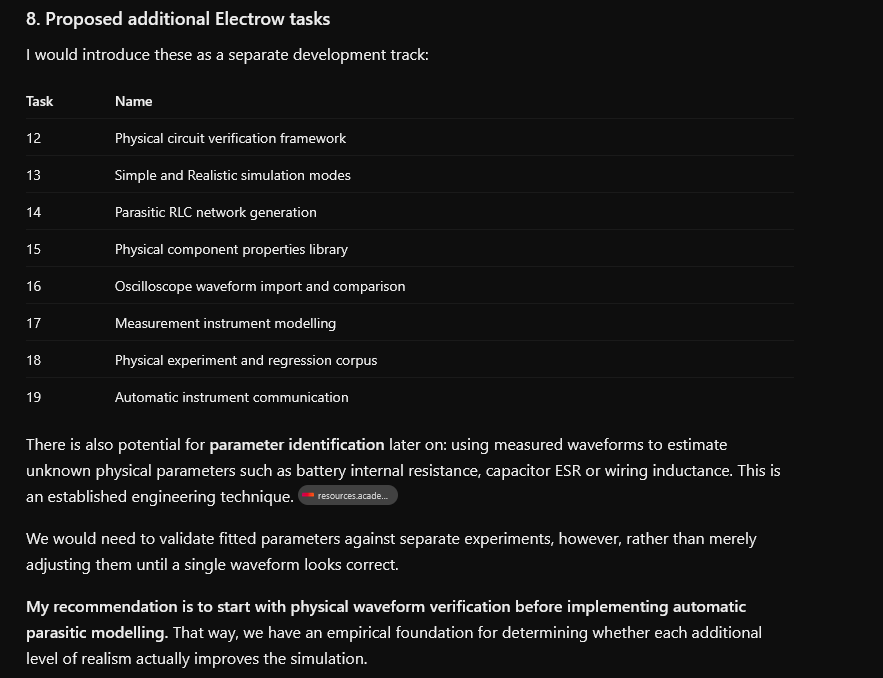 8. Proposed additional Electrow tasks
I would introduce these as a separate development track:
Task Name
12 Physical circuit verification framework
13 Simple and Realistic simulation modes
14 Parasitic RLC network generation
15 Physical component properties library
16 Oscilloscope waveform import and comparison
17 Measurement instrument modelling
18 Physical experiment and regression corpus
19 Automatic instrument communication
There is also potential for parameter identification later on: using measured waveforms to estimate
unknown physical parameters such as battery internal resistance, capacitor ESR or wiring inductance. This is
an established engineering technique. resources.acade...
We would need to validate fitted parameters against separate experiments, however, rather than merely
adjusting them until a single waveform looks correct.
My recommendation is to start with physical waveform verification before implementing automatic
parasitic modelling. That way, we have an empirical foundation for determining whether each additional
level of realism actually improves the simulation.